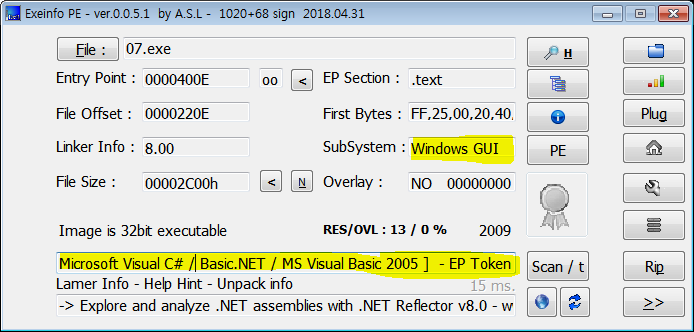 Exeinfo PE - ver.0.0.5.1 by A.S.L - 1020+68 sign 2018.04.31
File : 07.exe H
Entry Point : 0000400E oo < EP Section : .text
File Offset : 0000220E First Bytes : FF,25,00,20,40, Plug
Linker Info : 8.00 SubSystem : Windows GUI PE
File Size : 00002C00h < N Overlay : NO 00000000
Image is 32bit executable RES/OVL : 13 / 0 % 2009
Microsoft Visual C# / Basic.NET / MS Visual Basic 2005 ] - EP Token Scan / t Rip
Lamer Info - Help Hint - Unpack info 15 ms.
-> Explore and analyze .NET assemblies with .NET Reflector v8.0 - w >>